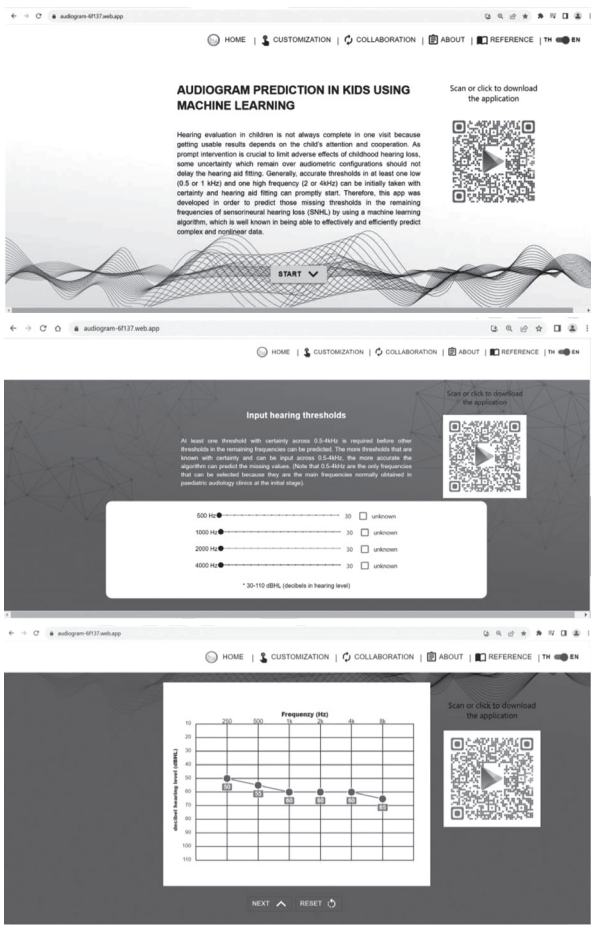 audiogram-6f137.web.app
HOME | CUSTOMIZATION | COLLABORATION | ABOUT | REFERENCE | TH EN
AUDIOGRAM PREDICTION IN KIDS USING
MACHINE LEARNING
Scan or click to download
the application
Hearing evaluation in children is not always complete in one visit because
getting usable results depends on the child's attention and cooperation. As
prompt intervention is crucial to limit adverse effects of childhood hearing loss,
some uncertainty which remain over audiometric configurations should not
delay the hearing aid fitting. Generally, accurate thresholds in at least one low
(0.5 or 1 kHz) and one high frequency (2 or 4kHz) can be initially taken with
certainty and hearing aid fitting can promptly start. Therefore, this app was
developed in order to predict those missing thresholds in the remaining
frequencies of sensorineural hearing loss (SNHL) by using a machine learning
algorithm, which is well known in being able to effectively and efficiently predict
complex and nonlinear data.
START
audiogram-6f137.web.app
HOME | CUSTOMIZATION | COLLABORATION | ABOUT | REFERENCE | TH EN
Scan or click to download
the application
Input hearing thresholds
At least one threshold with certainty across 0.5-4kHz is required before other
thresholds in the remaining frequencies can be predicted. The more thresholds that are
known with certainty and can be input across 0.5-4kHz, the more accurate the
algorithm can predict the missing values. (Note that 0.5-4kHz are the only frequencies
that can be selected because they are the main frequencies normally obtained in
paediatric audiology clinics at the initial stage).
500 Hz 30 unknown
1000 Hz 30 unknown
2000 Hz 30 unknown
4000 Hz 30 unknown
* 30-110 dBHL (decibels in hearing level)
audiogram-6f137.web.app
HOME | CUSTOMIZATION | COLLABORATION | ABOUT | REFERENCE | TH EN
Scan or click to download
the application
Frequenzy (Hz)
250 500 1k 2k 4k 8k
decibel hearing level (dBHL)
10
20
30
40
50
60
70
80
90
100
110
50 55 60 60 60 65
NEXT RESET